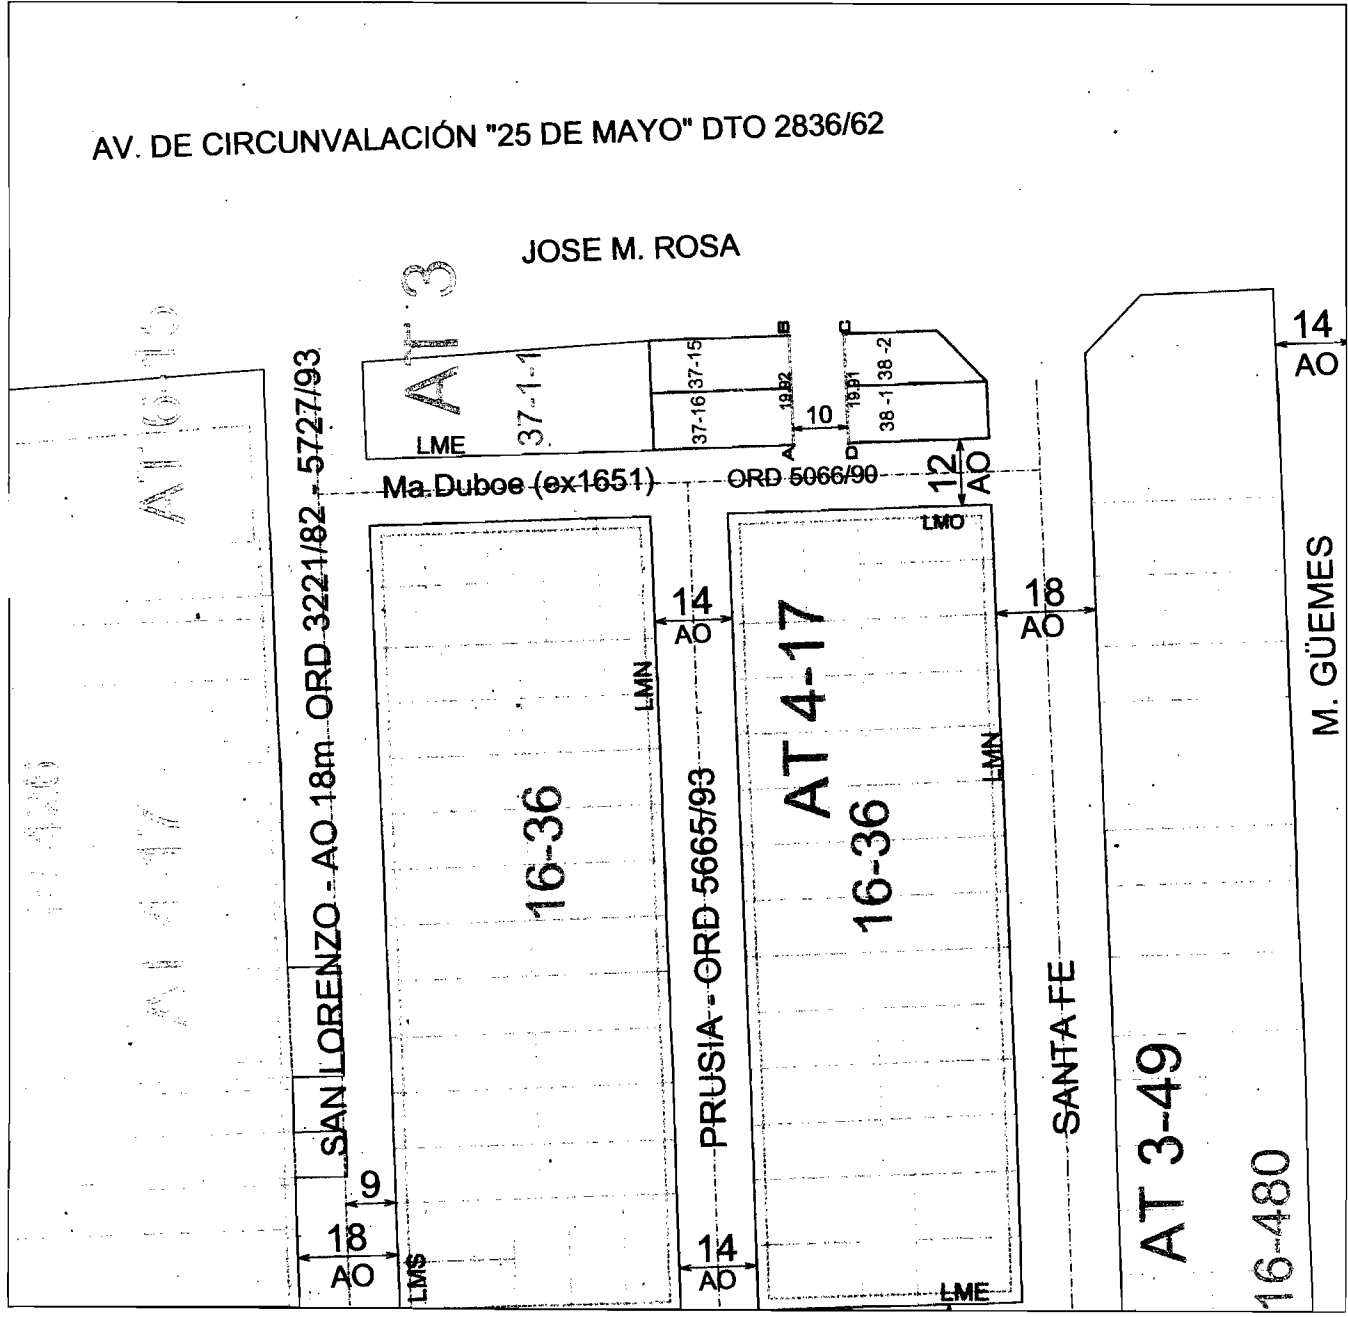 AV. DE CIRCUNVALACIÓN "25 DE MAYO" DTO 2836/62
JOSE M. ROSA
AT 3
AT6-15
37-1-1
37-15
37-16
B
C
A
D
19.92
19.91
10
38 -2
38 -1
14
AO
LME
Ma.Duboe (ex1651)
ORD 5066/90
12
AO
LMO
SAN LORENZO - AO 18m ORD 3221/82 - 5727/93
14
AO
18
AO
M. GÜEMES
LMN
LMN
AT 4-17
16-36
16-36
PRUSIA - ORD 5665/93
SANTA FE
AT 4-17
AT 3-49
16-480
9
18
AO
14
AO
LMS
LME